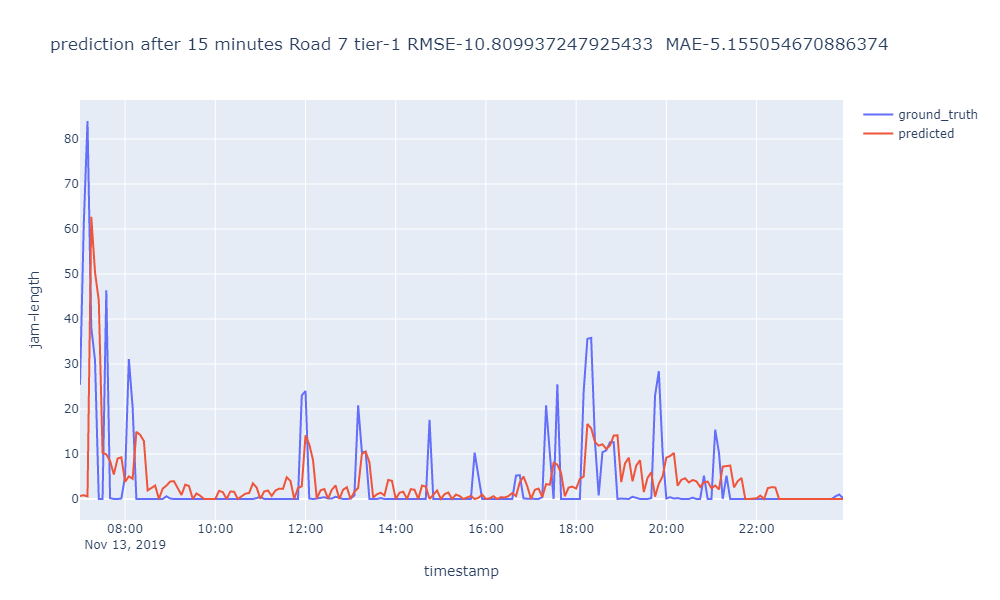 prediction after 15 minutes Road 7 tier-1 RMSE-10.809937247925433  MAE-5.155054670886374
ground_truth
predicted
80
70
60
50
40
30
20
10
0
jam-length
08:00 10:00 12:00 14:00 16:00 18:00 20:00 22:00
Nov 13, 2019
timestamp